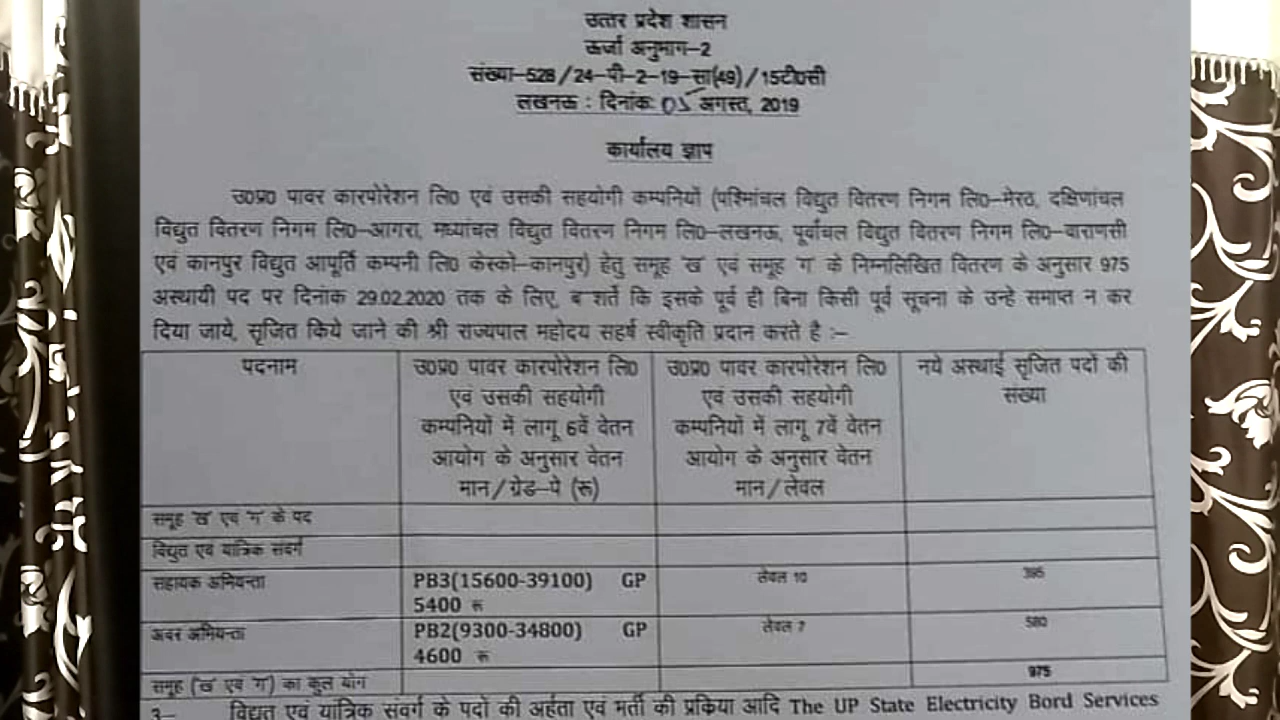 उत्तर प्रदेश शासन
ऊर्जा अनुभाग–2
संख्या–528/24–पी–2–19–सा(49)/15टी0सी
लखनऊ : दिनांक: 05 अगस्त, 2019
कार्यालय ज्ञाप
उ0प्र0 पावर कारपोरेशन लि0 एवं उसकी सहयोगी कम्पनियों (पश्मिांचल विद्युत वितरण निगम लि0–मेरठ, दक्षिणांचल
विद्युत वितरण निगम लि0–आगरा, मध्यांचल विद्युत वितरण निगम लि0–लखनऊ, पूर्वांचल विद्युत वितरण निगम लि0–वाराणसी
एवं कानपुर विद्युत आपूर्ति कम्पनी लि0 केस्को–कानपुर) हेतु समूह 'ख' एवं समूह 'ग' के निम्नलिखित वितरण के अनुसार 975
अस्थायी पद पर दिनांक 29.02.2020 तक के लिए, ब शर्ते कि इसके पूर्व ही बिना किसी पूर्व सूचना के उन्हे समाप्त न कर
दिया जाये, सृजित किये जाने की श्री राज्यपाल महोदय सहर्ष स्वीकृति प्रदान करते है :–
पदनाम
उ0प्र0 पावर कारपोरेशन लि0
एवं उसकी सहयोगी
कम्पनियों में लागू 6वें वेतन
आयोग के अनुसार वेतन
मान/ग्रेड–पे (रू)
उ0प्र0 पावर कारपोरेशन लि0
एवं उसकी सहयोगी
कम्पनियों में लागू 7वें वेतन
आयोग के अनुसार वेतन
मान/लेवल
नये अस्थाई सृजित पदों की
संख्या
समूह 'ख' एवं 'ग' के पद
विद्युत एवं यांत्रिक संवर्ग
सहायक अभियन्ता
PB3(15600-39100) GP
5400 रू
लेवल 10
395
अवर अभियन्ता
PB2(9300-34800) GP
4600 रू
लेवल 7
580
समूह ('ख' एवं 'ग') का कुल योग
975
3– विद्युत एवं यांत्रिक संवर्ग के पदों की अर्हता एवं भर्ती की प्रक्रिया आदि The UP State Electricity Bord Services